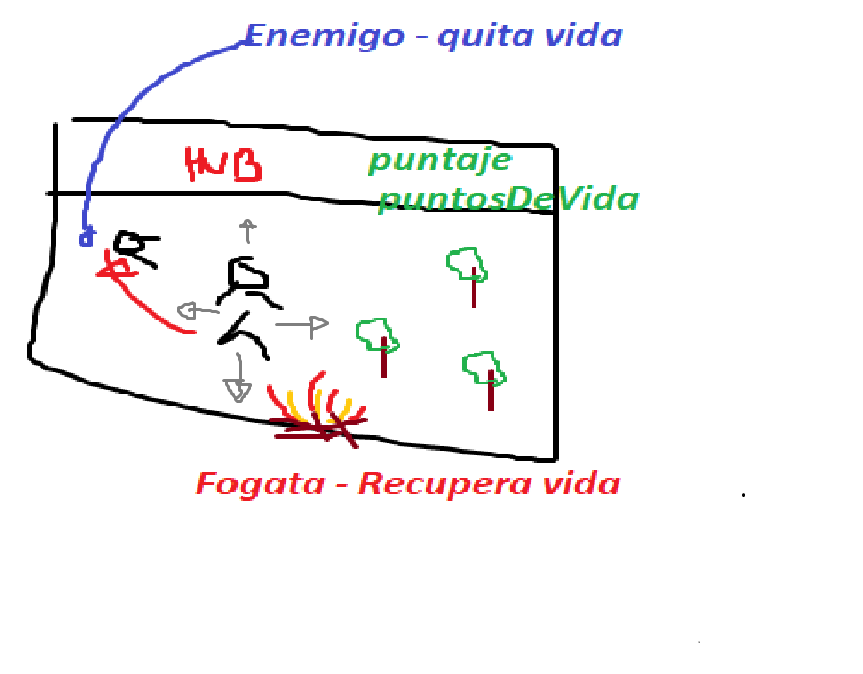 Enemigo - quita vida
HUB
puntaje
puntosDeVida
Fogata - Recupera vida